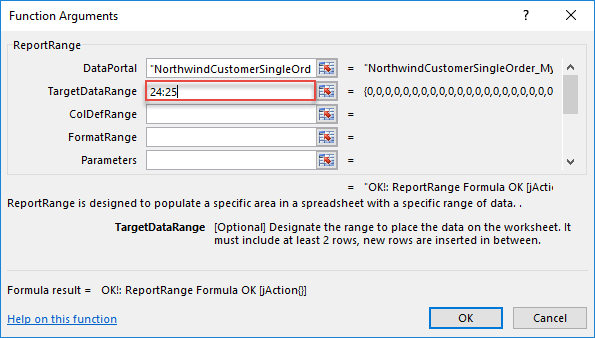 Function Arguments ? ×
ReportRange
DataPortal "NorthwindCustomerSingleOrd = "NorthwindCustomerSingleOrder_My
TargetDataRange 24:25 = {0,0,0,0,0,0,0,0,0,0,0,0,0,0,0,0,0,0,0,0,0
ColDefRange =
FormatRange =
Parameters =
= "OK!: ReportRange Formula OK [jActio
ReportRange is designed to populate a specific area in a spreadsheet with a specific range of data. .
TargetDataRange [Optional] Designate the range to place the data on the worksheet. It
must include at least 2 rows, new rows are inserted in between.
Formula result = OK!: ReportRange Formula OK [jAction{}]
Help on this function OK Cancel